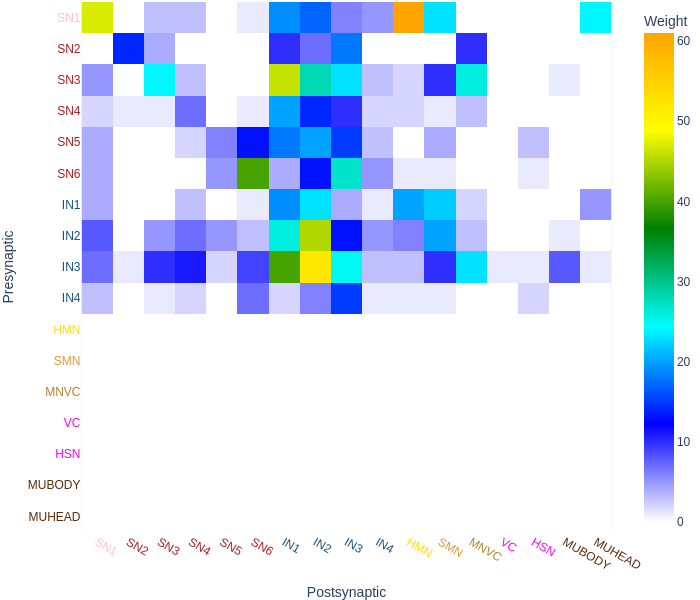 Weight
60
50
40
30
20
10
0
Presynaptic
SN1
SN2
SN3
SN4
SN5
SN6
IN1
IN2
IN3
IN4
HMN
SMN
MNVC
VC
HSN
MUBODY
MUHEAD
SN1
SN2
SN3
SN4
SN5
SN6
IN1
IN2
IN3
IN4
HMN
SMN
MNVC
VC
HSN
MUBODY
MUHEAD
Postsynaptic